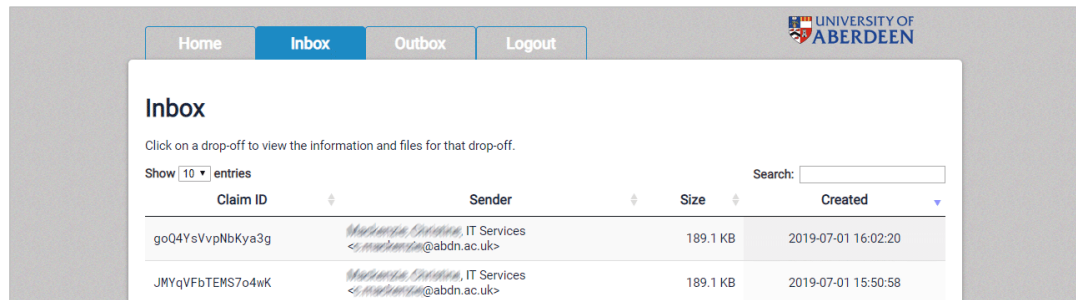 Home
Inbox
Outbox
Logout
UNIVERSITY OF
ABERDEEN
Inbox
Click on a drop-off to view the information and files for that drop-off.
Show 10 entries
Search:
Claim ID Sender Size Created
goQ4YsVvpNbKya3g IT Services 189.1 KB 2019-07-01 16:02:20
@abdn.ac.uk>
JMYqVFbTEMS7o4wK IT Services 189.1 KB 2019-07-01 15:50:58
@abdn.ac.uk>